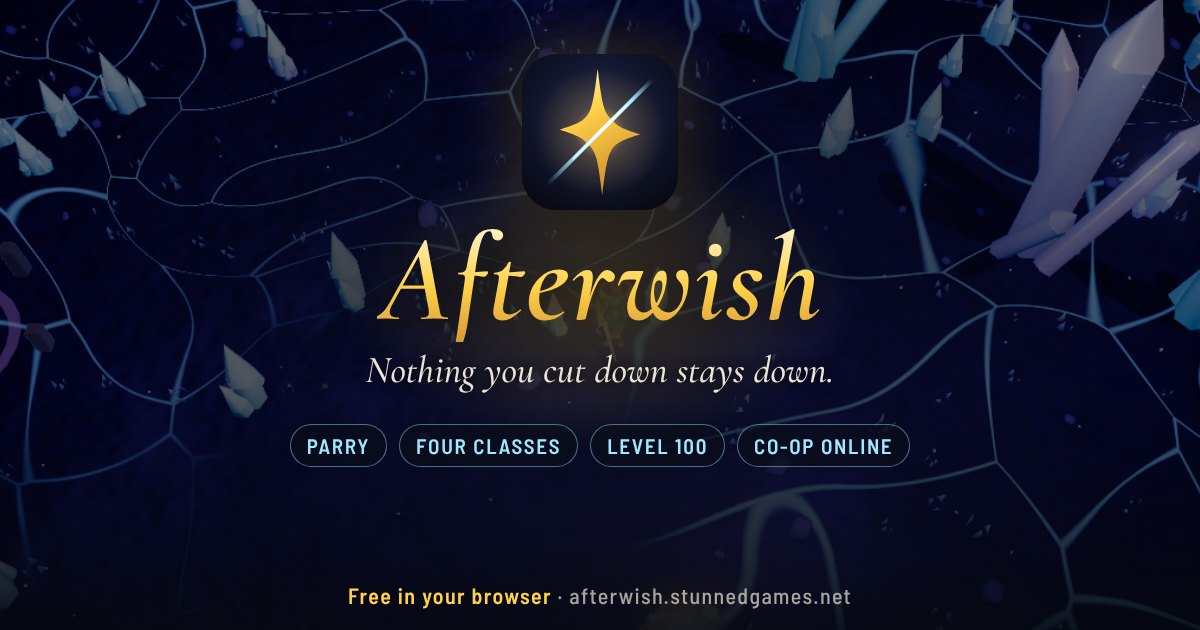 Afterwish
Nothing you cut down stays down.
PARRY FOUR CLASSES LEVEL 100 CO-OP ONLINE
Free in your browser · afterwish.stunnedgames.net